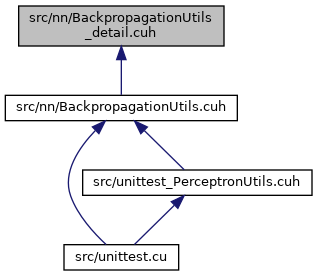 src/nn/BackpropagationUtils
_detail.cuh
src/nn/BackpropagationUtils.cuh
src/unittest_PerceptronUtils.cuh
src/unittest.cu